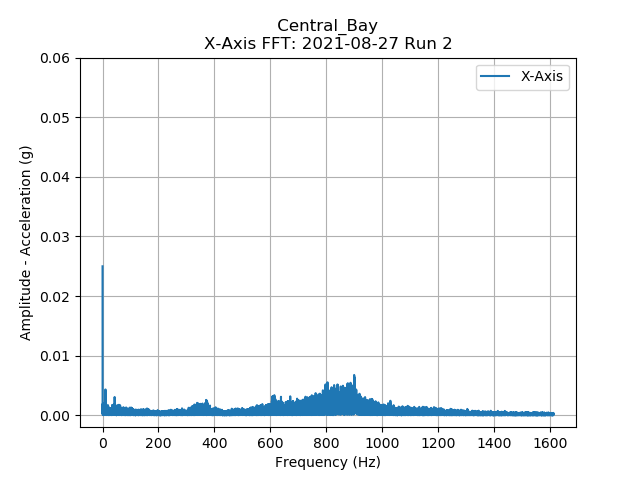 Central_Bay
X-Axis FFT: 2021-08-27 Run 2
X-Axis
0.06
0.05
0.04
0.03
0.02
0.01
0.00
Amplitude - Acceleration (g)
0 200 400 600 800 1000 1200 1400 1600
Frequency (Hz)